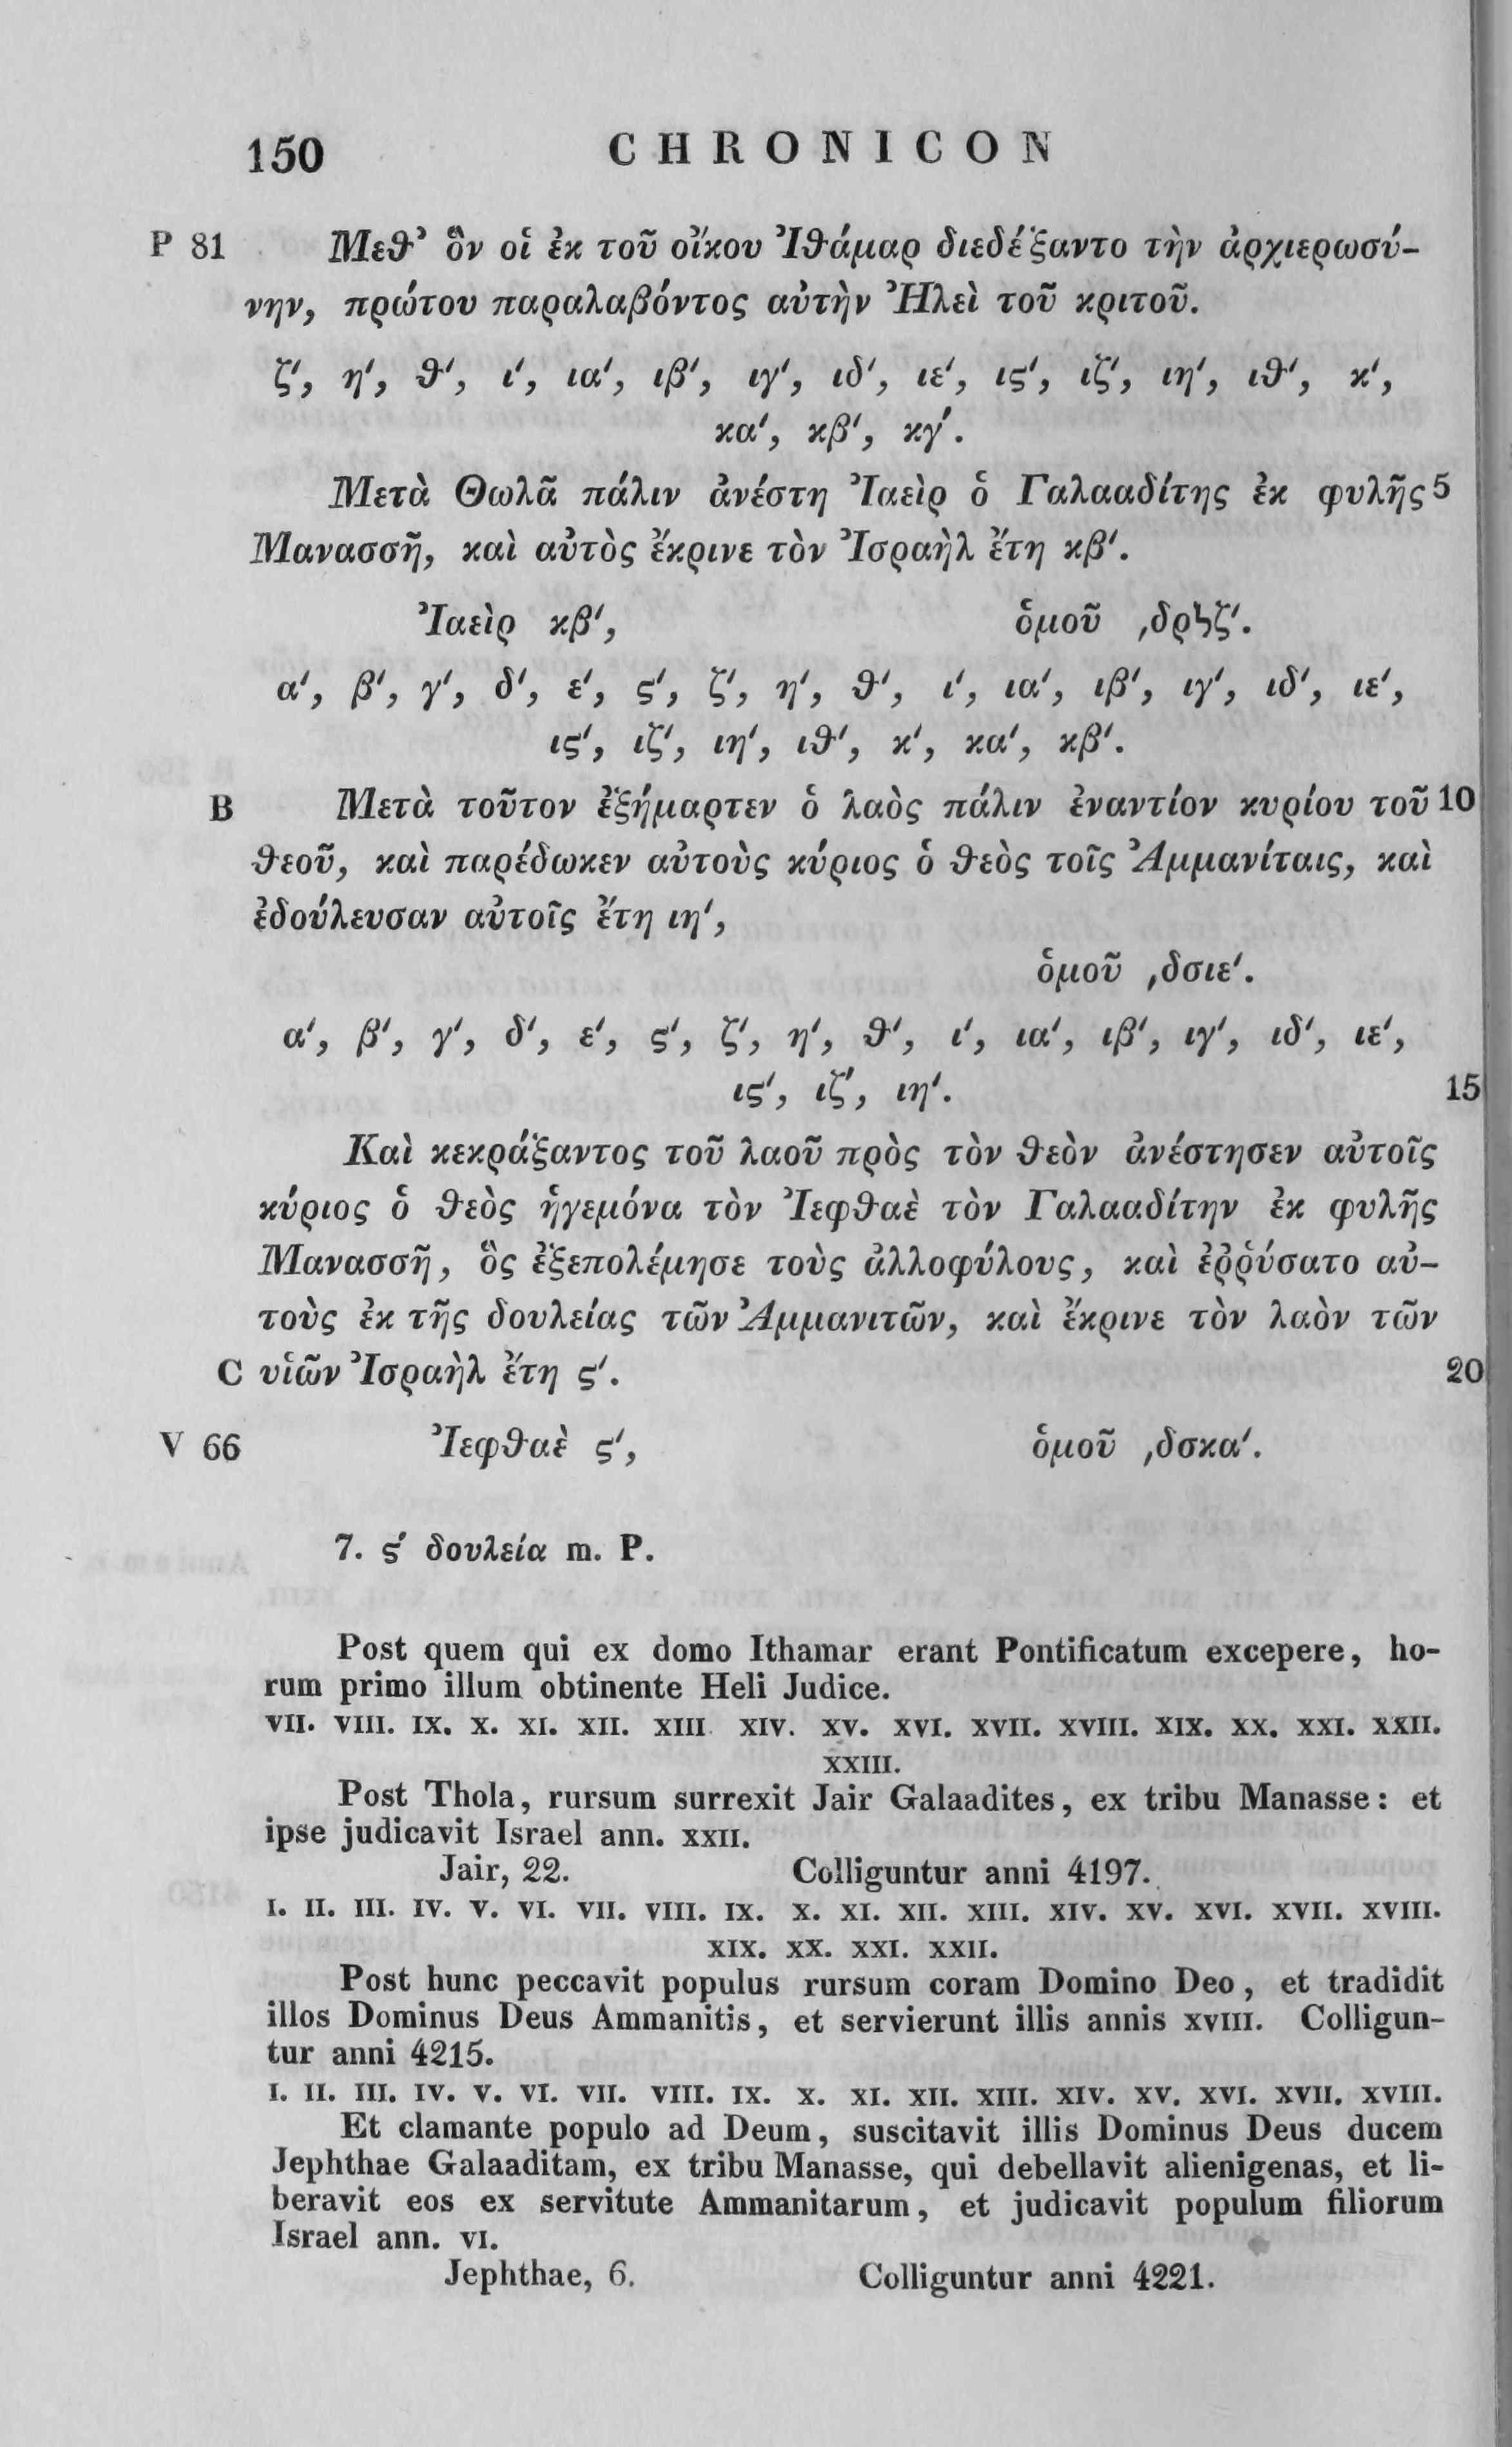 150 CHRONICON
P 81 Μεθ’ ὃν οἱ ἐκ τοῦ οἴκου Ἰθάμαρ διεδέξαντο τὴν ἀρχιερωσύ-
νην, πρώτου παραλαβόντος αὐτὴν Ἠλεὶ τοῦ κριτοῦ.
ζ′, η′, θ′, ι′, ια′, ιβ′, ιγ′, ιδ′, ιε′, ις′, ιζ′, ιη′, ιθ′, κ′,
κα′, κβ′, κγ′.
Μετὰ Θωλᾶ πάλιν ἀνέστη Ἰαεὶρ ὁ Γαλααδίτης ἐκ φυλῆς 5
Μανασσῆ, καὶ αὐτὸς ἔκρινε τὸν Ἰσραὴλ ἔτη κβ′.
Ἰαεὶρ κβ′, ὁμοῦ ͵δρϟζ′.
α′, β′, γ′, δ′, ε′, ς′, ζ′, η′, θ′, ι′, ια′, ιβ′, ιγ′, ιδ′, ιε′,
ις′, ιζ′, ιη′, ιθ′, κ′, κα′, κβ′.
B Μετὰ τοῦτον ἐξήμαρτεν ὁ λαὸς πάλιν ἐναντίον κυρίου τοῦ 10
θεοῦ, καὶ παρέδωκεν αὐτοὺς κύριος ὁ θεὸς τοῖς Ἀμμανίταις, καὶ
ἐδούλευσαν αὐτοῖς ἔτη ιη′,
ὁμοῦ ͵δσιε′.
α′, β′, γ′, δ′, ε′, ς′, ζ′, η′, θ′, ι′, ια′, ιβ′, ιγ′, ιδ′, ιε′,
ις′, ιζ′, ιη′. 15
Καὶ κεκράξαντος τοῦ λαοῦ πρὸς τὸν θεὸν ἀνέστησεν αὐτοῖς
κύριος ὁ θεὸς ἡγεμόνα τὸν Ἰεφθαὲ τὸν Γαλααδίτην ἐκ φυλῆς
Μανασσῆ, ὃς ἐξεπολέμησε τοὺς ἀλλοφύλους, καὶ ἐῤῥύσατο αὐ-
τοὺς ἐκ τῆς δουλείας τῶν Ἀμμανιτῶν, καὶ ἔκρινε τὸν λαὸν τῶν
C υἱῶν Ἰσραὴλ ἔτη ς′. 20
V 66 Ἰεφθαὲ ς′, ὁμοῦ ͵δσκα′.
7. ς′ δουλεία m. P.
Post quem qui ex domo Ithamar erant Pontificatum excepere, ho-
rum primo illum obtinente Heli Judice.
VII. VIII. IX. X. XI. XII. XIII XIV. XV. XVI. XVII. XVIII. XIX. XX. XXI. XXII.
XXIII.
Post Thola, rursum surrexit Jair Galaadites, ex tribu Manasse: et
ipse judicavit Israel ann. XXII.
Jair, 22. Colliguntur anni 4197.
I. II. III. IV. V. VI. VII. VIII. IX. X. XI. XII. XIII. XIV. XV. XVI. XVII. XVIII.
XIX. XX. XXI. XXII.
Post hunc peccavit populus rursum coram Domino Deo, et tradidit
illos Dominus Deus Ammanitis, et servierunt illis annis XVIII. Colligun-
tur anni 4215.
I. II. III. IV. V. VI. VII. VIII. IX. X. XI. XII. XIII. XIV. XV. XVI. XVII. XVIII.
Et clamante populo ad Deum, suscitavit illis Dominus Deus ducem
Jephthae Galaaditam, ex tribu Manasse, qui debellavit alienigenas, et li-
beravit eos ex servitute Ammanitarum, et judicavit populum filiorum
Israel ann. VI.
Jephthae, 6. Colliguntur anni 4221.